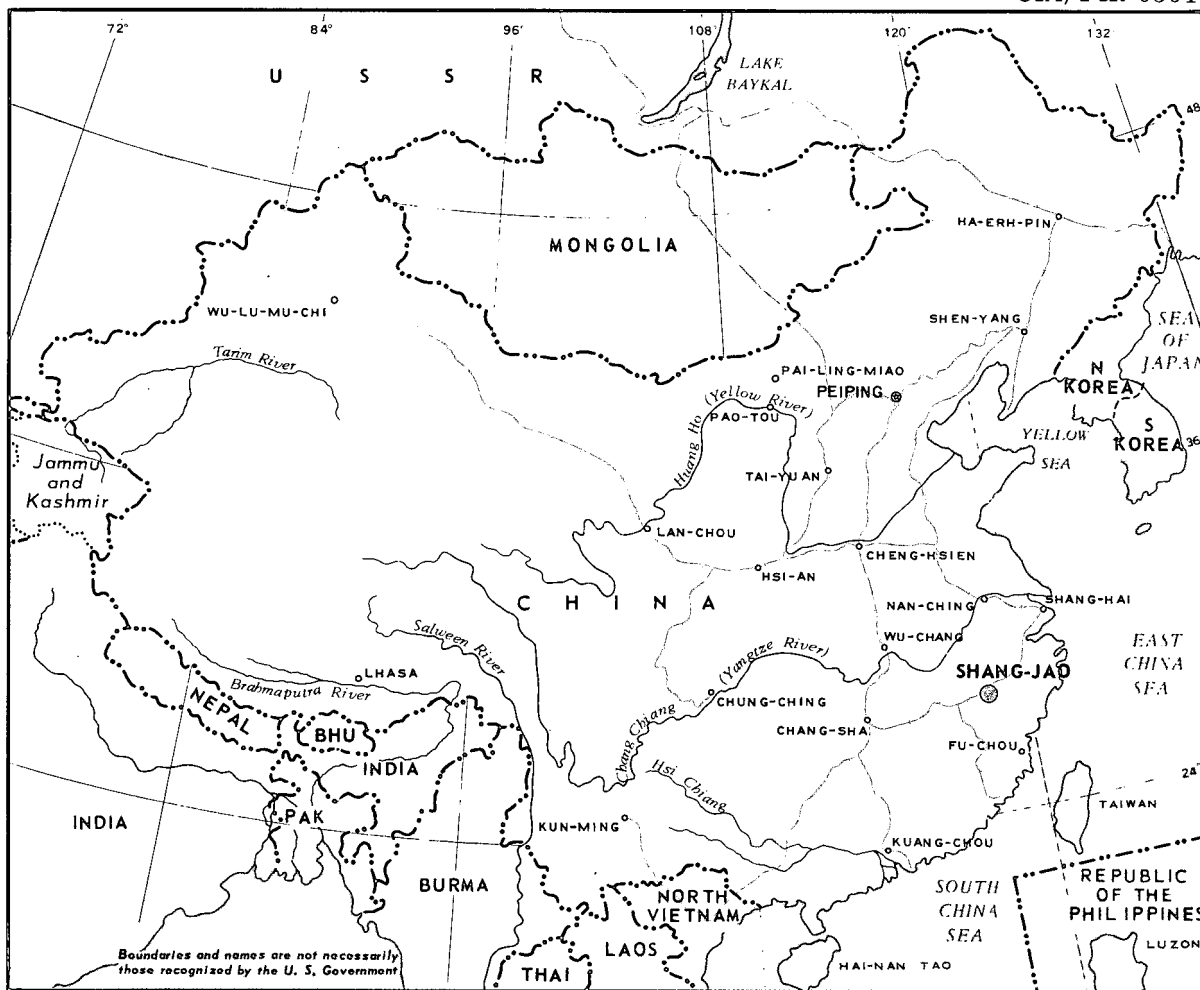 72°
84°
96°
108°
120°
132°
U S S R
LAKE
BAYKAL
48
HA-ERH-PIN
MONGOLIA
WU-LU-MU-CHI
SHEN-YANG
SEA
OF
JAPAN
Tarim River
PAI-LING-MIAO
PEIPING
N
KOREA
Huang Ho (Yellow River)
PAO-TOU
S
KOREA
36
YELLOW
SEA
Jammu
and
Kashmir
TAI-YUAN
LAN-CHOU
CHENG-HSIEN
HSI-AN
CHINA
NAN-CHING
SHANG-HAI
Salween River
WU-CHANG
EAST
CHINA
SEA
Chang Chiang (Yangtze River)
SHANG-JAO
LHASA
Brahmaputra River
NEPAL
BHU
CHUNG-CHING
CHANG-SHA
FU-CHOU
INDIA
Hsi Chiang
24°
TAIWAN
INDIA
PAK
KUN-MING
KUANG-CHOU
BURMA
NORTH
VIETNAM
SOUTH
CHINA
SEA
REPUBLIC
OF THE
PHILIPPINES
LAOS
THAI
HAI-NAN TAO
LUZON
Boundaries and names are not necessarily
those recognized by the U. S. Government